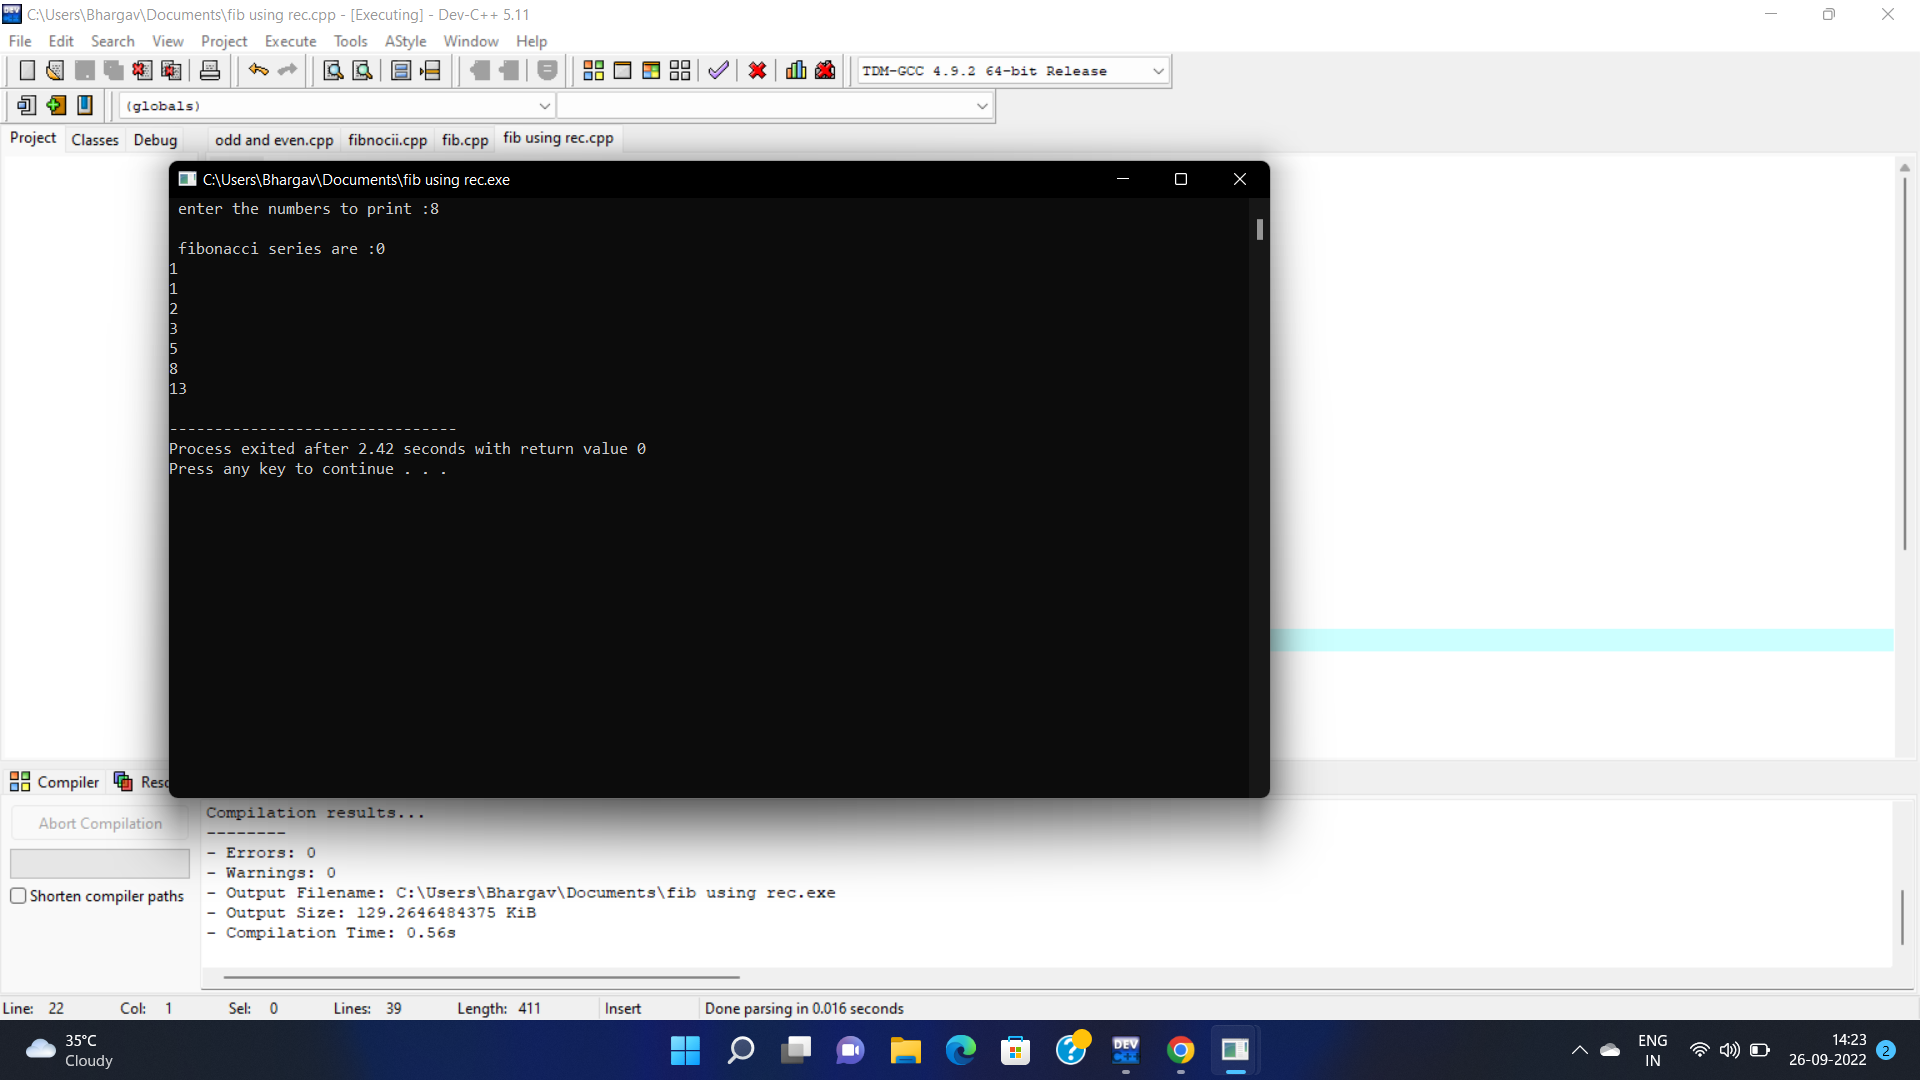 C:\Users\Bhargav\Documents\fib using rec.cpp - [Executing] - Dev-C++ 5.11
File Edit Search View Project Execute Tools AStyle Window Help
TDM-GCC 4.9.2 64-bit Release
(globals)
Project Classes Debug odd and even.cpp fibnocii.cpp fib.cpp fib using rec.cpp
C:\Users\Bhargav\Documents\fib using rec.exe
enter the numbers to print :8
fibonacci series are :0
1
1
2
3
5
8
13
--------------------------------
Process exited after 2.42 seconds with return value 0
Press any key to continue . . .
Compiler Reso
Abort Compilation
Shorten compiler paths
Compilation results...
--------
- Errors: 0
- Warnings: 0
- Output Filename: C:\Users\Bhargav\Documents\fib using rec.exe
- Output Size: 129.2646484375 KiB
- Compilation Time: 0.56s
Line: 22 Col: 1 Sel: 0 Lines: 39 Length: 411 Insert Done parsing in 0.016 seconds
35°C
Cloudy
DEV
C++
ENG
IN
14:23
26-09-2022
2